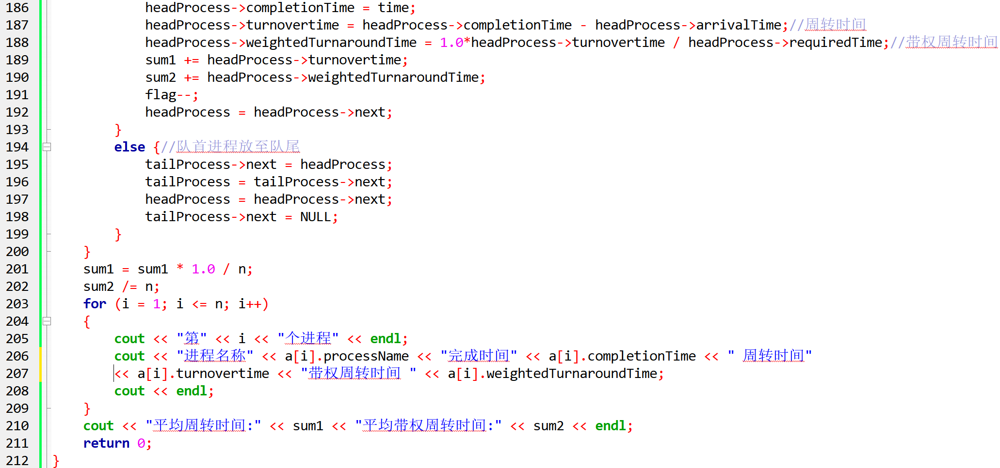 186 headProcess->completionTime = time;
187 headProcess->turnovertime = headProcess->completionTime - headProcess->arrivalTime;//周转时间
188 headProcess->weightedTurnaroundTime = 1.0*headProcess->turnovertime / headProcess->requiredTime;//带权周转时间
189 sum1 += headProcess->turnovertime;
190 sum2 += headProcess->weightedTurnaroundTime;
191 flag--;
192 headProcess = headProcess->next;
193 }
194 else {//队首进程放至队尾
195 tailProcess->next = headProcess;
196 tailProcess = tailProcess->next;
197 headProcess = headProcess->next;
198 tailProcess->next = NULL;
199 }
200 }
201 sum1 = sum1 * 1.0 / n;
202 sum2 /= n;
203 for (i = 1; i <= n; i++)
204 {
205 cout << "第" << i << "个进程" << endl;
206 cout << "进程名称" << a[i].processName << "完成时间" << a[i].completionTime << " 周转时间"
207 << a[i].turnovertime << "带权周转时间 " << a[i].weightedTurnaroundTime;
208 cout << endl;
209 }
210 cout << "平均周转时间:" << sum1 << "平均带权周转时间:" << sum2 << endl;
211 return 0;
212 }